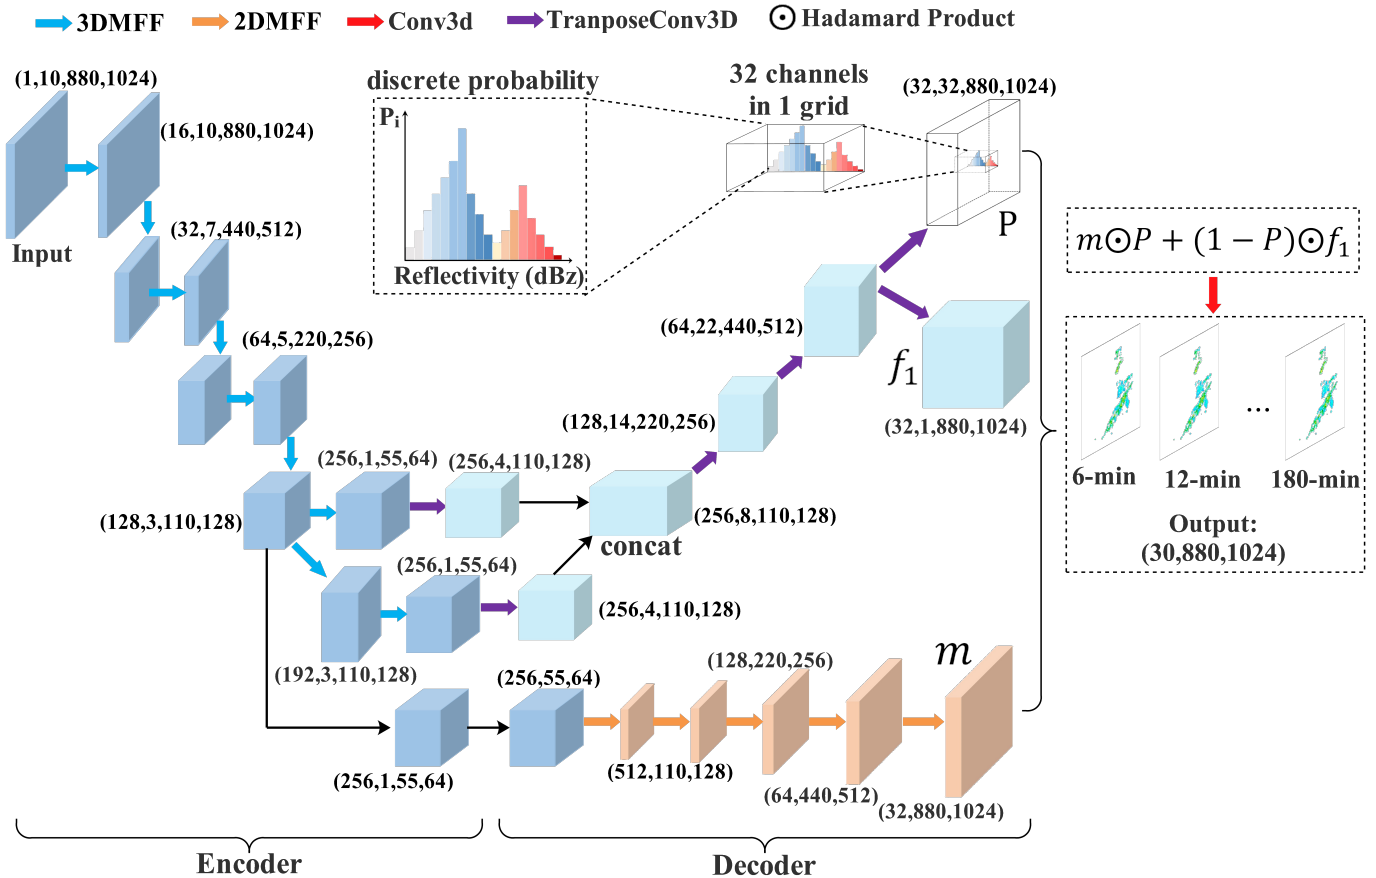 3DMFF 2DMFF Conv3d TranposeConv3D ⊙ Hadamard Product
(1,10,880,1024)
(16,10,880,1024)
Input
(32,7,440,512)
(64,5,220,256)
(128,3,110,128)
(256,1,55,64)
(256,4,110,128)
(256,1,55,64)
(192,3,110,128)
(256,4,110,128)
concat
(256,8,110,128)
(128,14,220,256)
(64,22,440,512)
discrete probability
Pi
Reflectivity (dBz)
32 channels
in 1 grid
(32,32,880,1024)
P
f1
(32,1,880,1024)
(256,1,55,64)
(256,55,64)
(512,110,128)
(128,220,256)
(64,440,512)
m
(32,880,1024)
m⊙P + (1 − P)⊙f1
6-min 12-min ... 180-min
Output:
(30,880,1024)
Encoder
Decoder